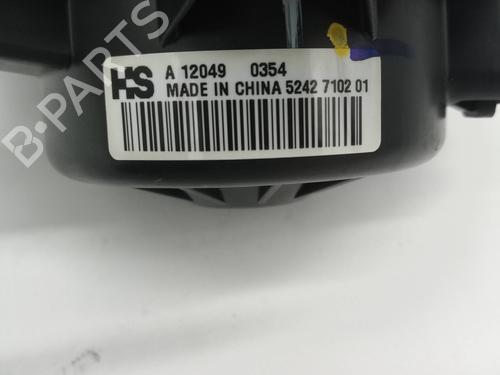 HS A 12049 0354
MADE IN CHINA 5242 7102 01
B-PARTS